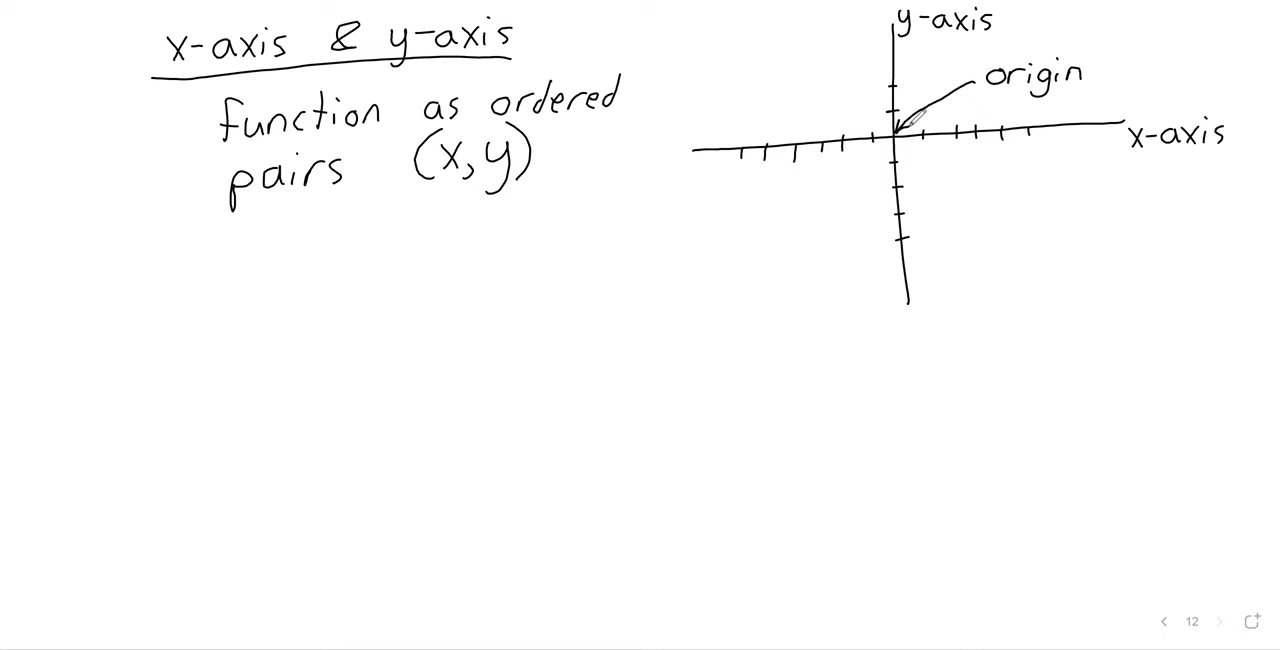 x-axis & y-axis
function as ordered
pairs (x,y)
y-axis
origin
x-axis
12